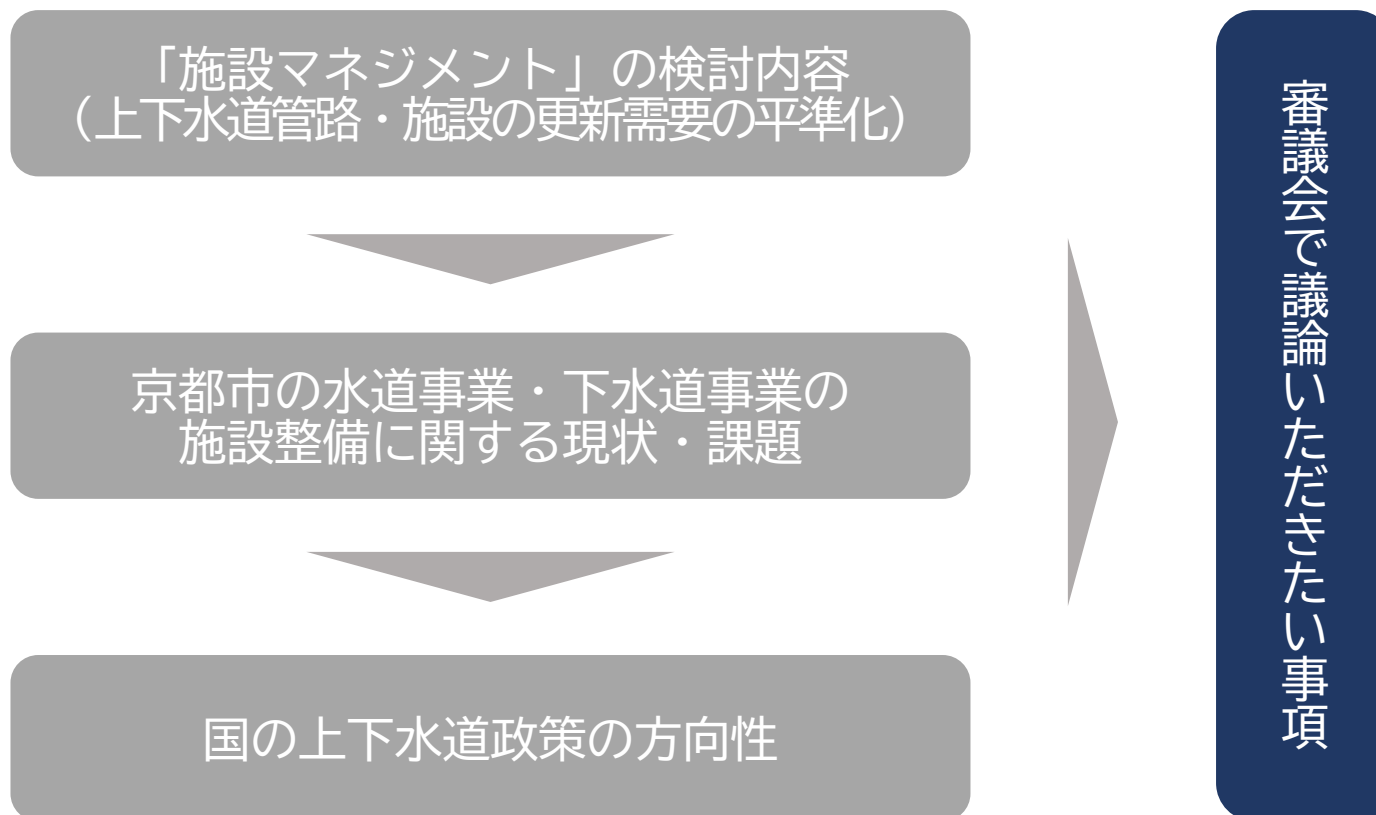 「施設マネジメント」の検討内容
（上下水道管路・施設の更新需要の平準化）
京都市の水道事業・下水道事業の
施設整備に関する現状・課題
国の上下水道政策の方向性
審議会で議論いただきたい事項